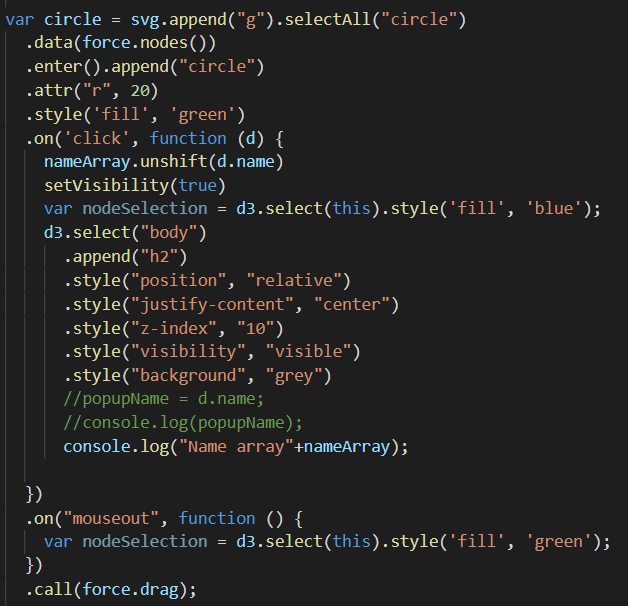 var circle = svg.append("g").selectAll("circle")
.data(force.nodes())
.enter().append("circle")
.attr("r", 20)
.style('fill', 'green')
.on('click', function (d) {
nameArray.unshift(d.name)
setVisibility(true)
var nodeSelection = d3.select(this).style('fill', 'blue');
d3.select("body")
.append("h2")
.style("position", "relative")
.style("justify-content", "center")
.style("z-index", "10")
.style("visibility", "visible")
.style("background", "grey")
//popupName = d.name;
//console.log(popupName);
console.log("Name array"+nameArray);
})
.on("mouseout", function () {
var nodeSelection = d3.select(this).style('fill', 'green');
})
.call(force.drag);